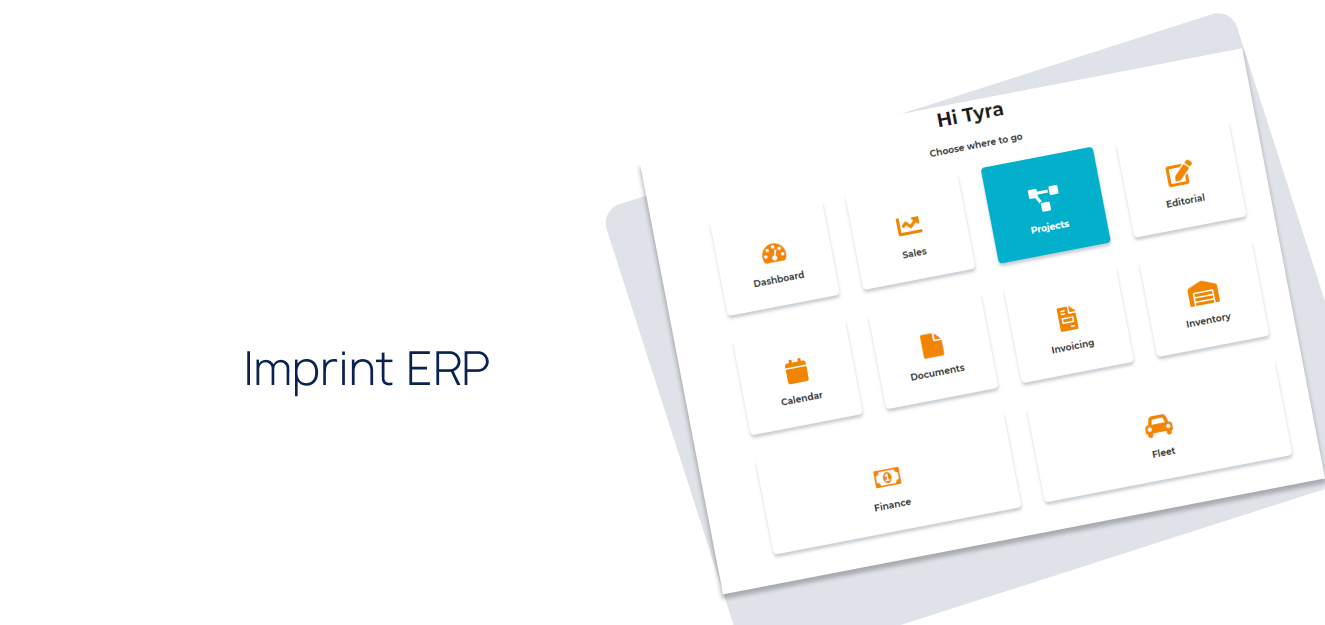 Imprint ERP
Hi Tyra
Choose where to go
Dashboard
Sales
Projects
Editorial
Calendar
Documents
Invoicing
Inventory
Finance
Fleet